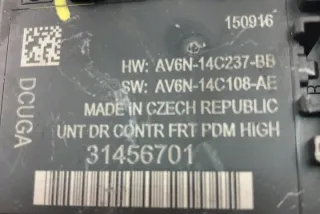 150916
HW: AV6N-14C237-BB
SW: AV6N-14C108-AE
MADE IN CZECH REPUBLIC
UNT DR CONTR FRT PDM HIGH
31456701
DCUGA